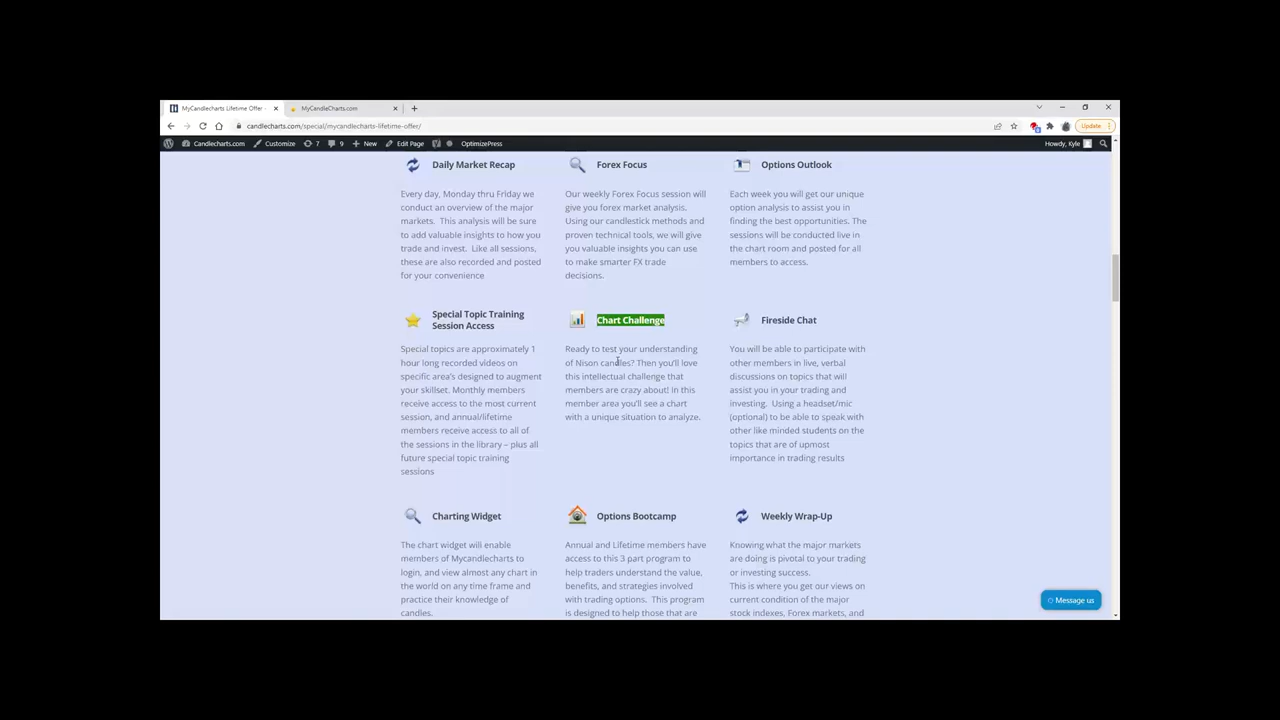 MyCandlecharts Lifetime Offer
MyCandleCharts.com
candlecharts.com/special/mycandlecharts-lifetime-offer/
Update
Candlecharts.com
Customize
7
9
New
Edit Page
OptimizePress
Howdy, Kyle
Daily Market Recap
Every day, Monday thru Friday we
conduct an overview of the major
markets. This analysis will be sure
to add valuable insights to how you
trade and invest. Like all sessions,
these are also recorded and posted
for your convenience
Forex Focus
Our weekly Forex Focus session will
give you forex market analysis.
Using our candlestick methods and
proven technical tools, we will give
you valuable insights you can use
to make smarter FX trade
decisions.
Options Outlook
Each week you will get our unique
option analysis to assist you in
finding the best opportunities. The
sessions will be conducted live in
the chart room and posted for all
members to access.
Special Topic Training
Session Access
Special topics are approximately 1
hour long recorded videos on
specific area's designed to augment
your skillset. Monthly members
receive access to the most current
session, and annual/lifetime
members receive access to all of
the sessions in the library – plus all
future special topic training
sessions
Chart Challenge
Ready to test your understanding
of Nison candles? Then you'll love
this intellectual challenge that
members are crazy about! In this
member area you'll see a chart
with a unique situation to analyze.
Fireside Chat
You will be able to participate with
other members in live, verbal
discussions on topics that will
assist you in your trading and
investing. Using a headset/mic
(optional) to be able to speak with
other like minded students on the
topics that are of upmost
importance in trading results
Charting Widget
The chart widget will enable
members of Mycandlecharts to
login, and view almost any chart in
the world on any time frame and
practice their knowledge of
candles.
Options Bootcamp
Annual and Lifetime members have
access to this 3 part program to
help traders understand the value,
benefits, and strategies involved
with trading options. This program
is designed to help those that are
Weekly Wrap-Up
Knowing what the major markets
are doing is pivotal to your trading
or investing success.
This is where you get our views on
current condition of the major
stock indexes, Forex markets, and
Message us